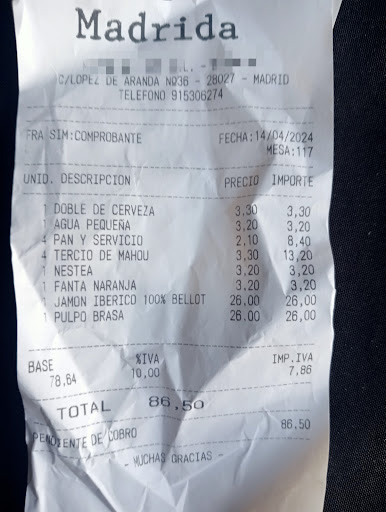 Madrida
C/LOPEZ DE ARANDA NO36 - 28027 - MADRID
TELEFONO 915306274
FRA SIM:COMPROBANTE FECHA:14/04/2024
MESA:117
UNID. DESCRIPCION PRECIO IMPORTE
1 DOBLE DE CERVEZA 3,30 3,30
1 AGUA PEQUEÑA 3,20 3,20
4 PAN Y SERVICIO 2,10 8,40
4 TERCIO DE MAHOU 3,30 13,20
1 NESTEA 3,20 3,20
1 FANTA NARANJA 3.20 3,20
1 JAMON IBERICO 100% BELLOT 26.00 26,00
1 PULPO BRASA 26.00 26,00
BASE %IVA IMP.IVA
78,64 10,00 7,86
TOTAL 86,50
PENDIENTE DE COBRO 86,50
- MUCHAS GRACIAS -